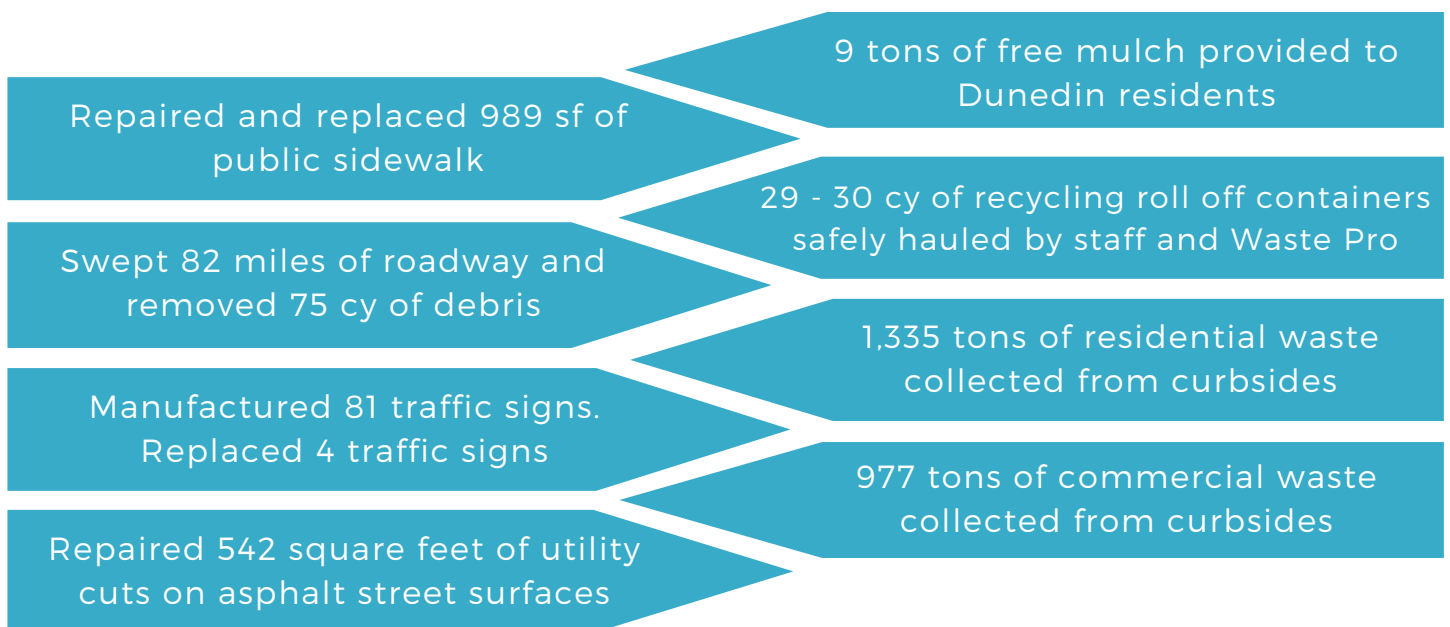 9 tons of free mulch provided to
Dunedin residents
Repaired and replaced 989 sf of
public sidewalk
29 - 30 cy of recycling roll off containers
safely hauled by staff and Waste Pro
Swept 82 miles of roadway and
removed 75 cy of debris
1,335 tons of residential waste
collected from curbsides
Manufactured 81 traffic signs.
Replaced 4 traffic signs
977 tons of commercial waste
collected from curbsides
Repaired 542 square feet of utility
cuts on asphalt street surfaces